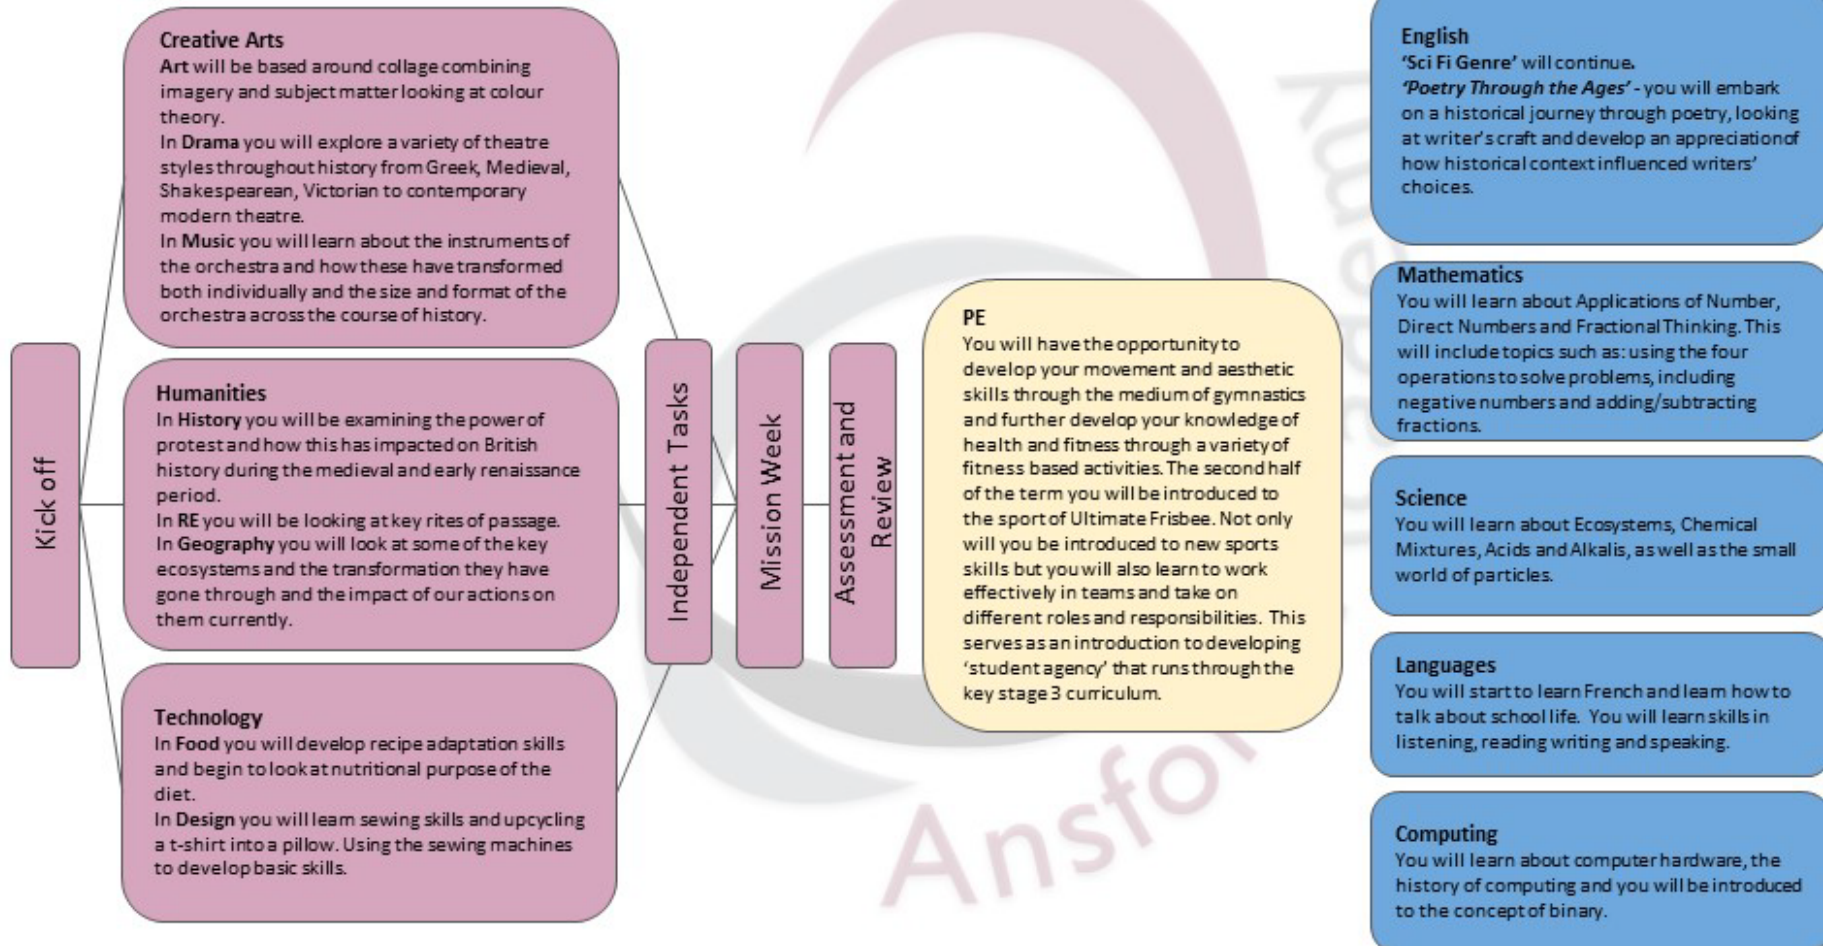 Kick off
Creative Arts
Art will be based around collage combining
imagery and subject matter looking at colour
theory.
In Drama you will explore a variety of theatre
styles throughout history from Greek, Medieval,
Shakespearean, Victorian to contemporary
modern theatre.
In Music you will learn about the instruments of
the orchestra and how these have transformed
both individually and the size and format of the
orchestra across the course of history.
Humanities
In History you will be examining the power of
protest and how this has impacted on British
history during the medieval and early renaissance
period.
In RE you will be looking at key rites of passage.
In Geography you will look at some of the key
ecosystems and the transformation they have
gone through and the impact of our actions on
them currently.
Technology
In Food you will develop recipe adaptation skills
and begin to look at nutritional purpose of the
diet.
In Design you will learn sewing skills and upcycling
a t-shirt into a pillow. Using the sewing machines
to develop basic skills.
Independent Tasks
Mission Week
Assessment and
Review
PE
You will have the opportunity to
develop your movement and aesthetic
skills through the medium of gymnastics
and further develop your knowledge of
health and fitness through a variety of
fitness based activities. The second half
of the term you will be introduced to
the sport of Ultimate Frisbee. Not only
will you be introduced to new sports
skills but you will also learn to work
effectively in teams and take on
different roles and responsibilities. This
serves as an introduction to developing
'student agency' that runs through the
key stage 3 curriculum.
English
'Sci Fi Genre' will continue.
'Poetry Through the Ages' - you will embark
on a historical journey through poetry, looking
at writer's craft and develop an appreciation of
how historical context influenced writers'
choices.
Mathematics
You will learn about Applications of Number,
Direct Numbers and Fractional Thinking. This
will include topics such as: using the four
operations to solve problems, including
negative numbers and adding/subtracting
fractions.
Science
You will learn about Ecosystems, Chemical
Mixtures, Acids and Alkalis, as well as the small
world of particles.
Languages
You will start to learn French and learn how to
talk about school life. You will learn skills in
listening, reading writing and speaking.
Computing
You will learn about computer hardware, the
history of computing and you will be introduced
to the concept of binary.
Ansfor